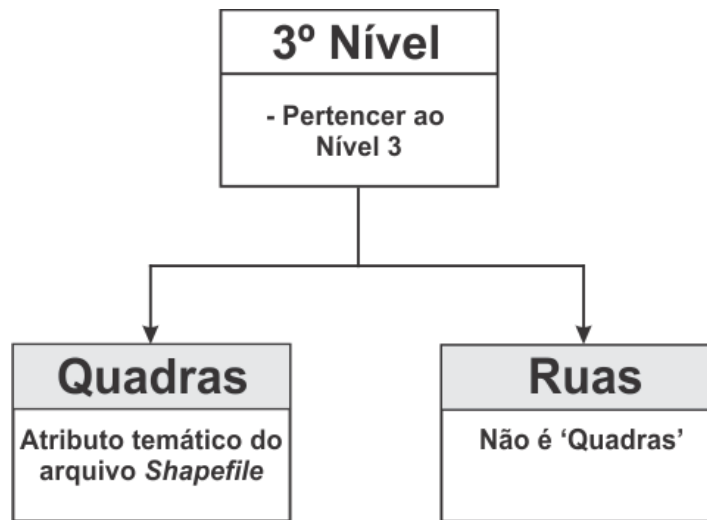 3º Nível
- Pertencer ao
Nível 3
Quadras
Atributo temático do
arquivo Shapefile
Ruas
Não é ‘Quadras’